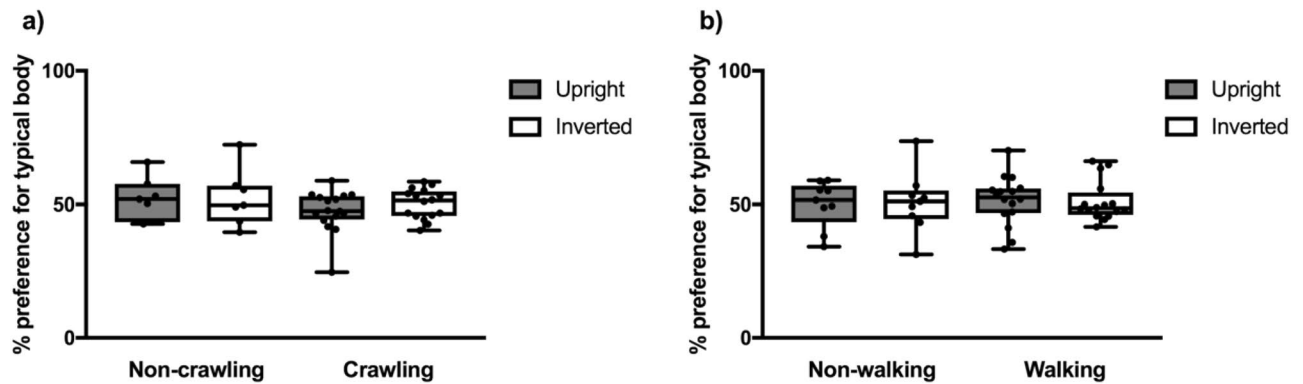 a)
% preference for typical body
100
50
0
Upright
Inverted
Non-crawling Crawling
b)
% preference for typical body
100
50
0
Upright
Inverted
Non-walking Walking